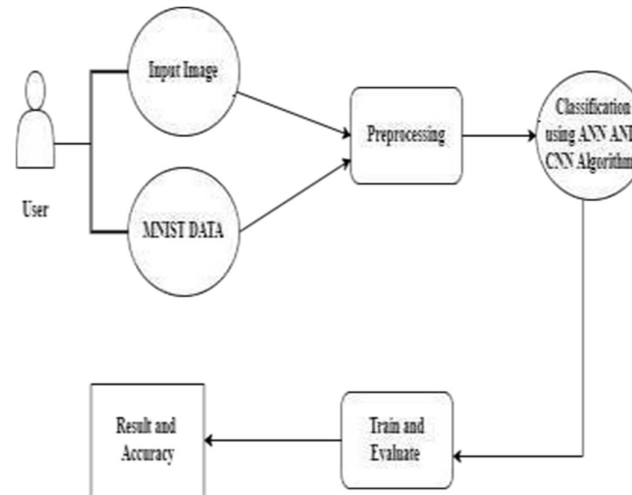 Input Image
User
MNIST DATA
Preprocessing
Classification
using ANN AND
CNN Algorithm
Train and
Evaluate
Result and
Accuracy